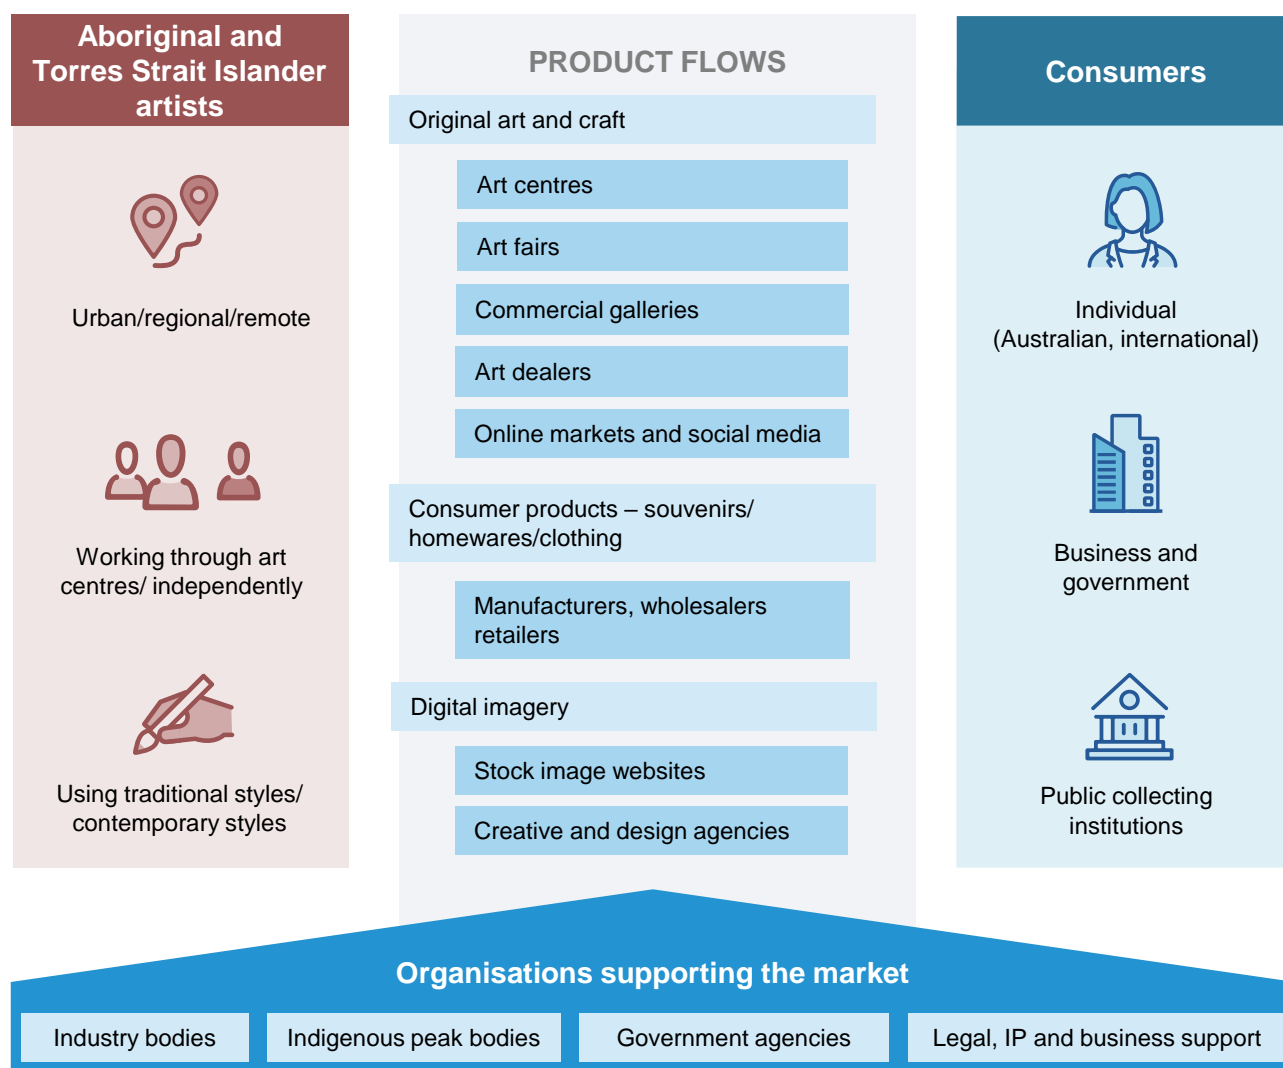 Aboriginal and
Torres Strait Islander
artists
Urban/regional/remote
Working through art
centres/ independently
Using traditional styles/
contemporary styles
PRODUCT FLOWS
Original art and craft
Art centres
Art fairs
Commercial galleries
Art dealers
Online markets and social media
Consumer products – souvenirs/
homewares/clothing
Manufacturers, wholesalers
retailers
Digital imagery
Stock image websites
Creative and design agencies
Consumers
Individual
(Australian, international)
Business and
government
Public collecting
institutions
Organisations supporting the market
Industry bodies
Indigenous peak bodies
Government agencies
Legal, IP and business support